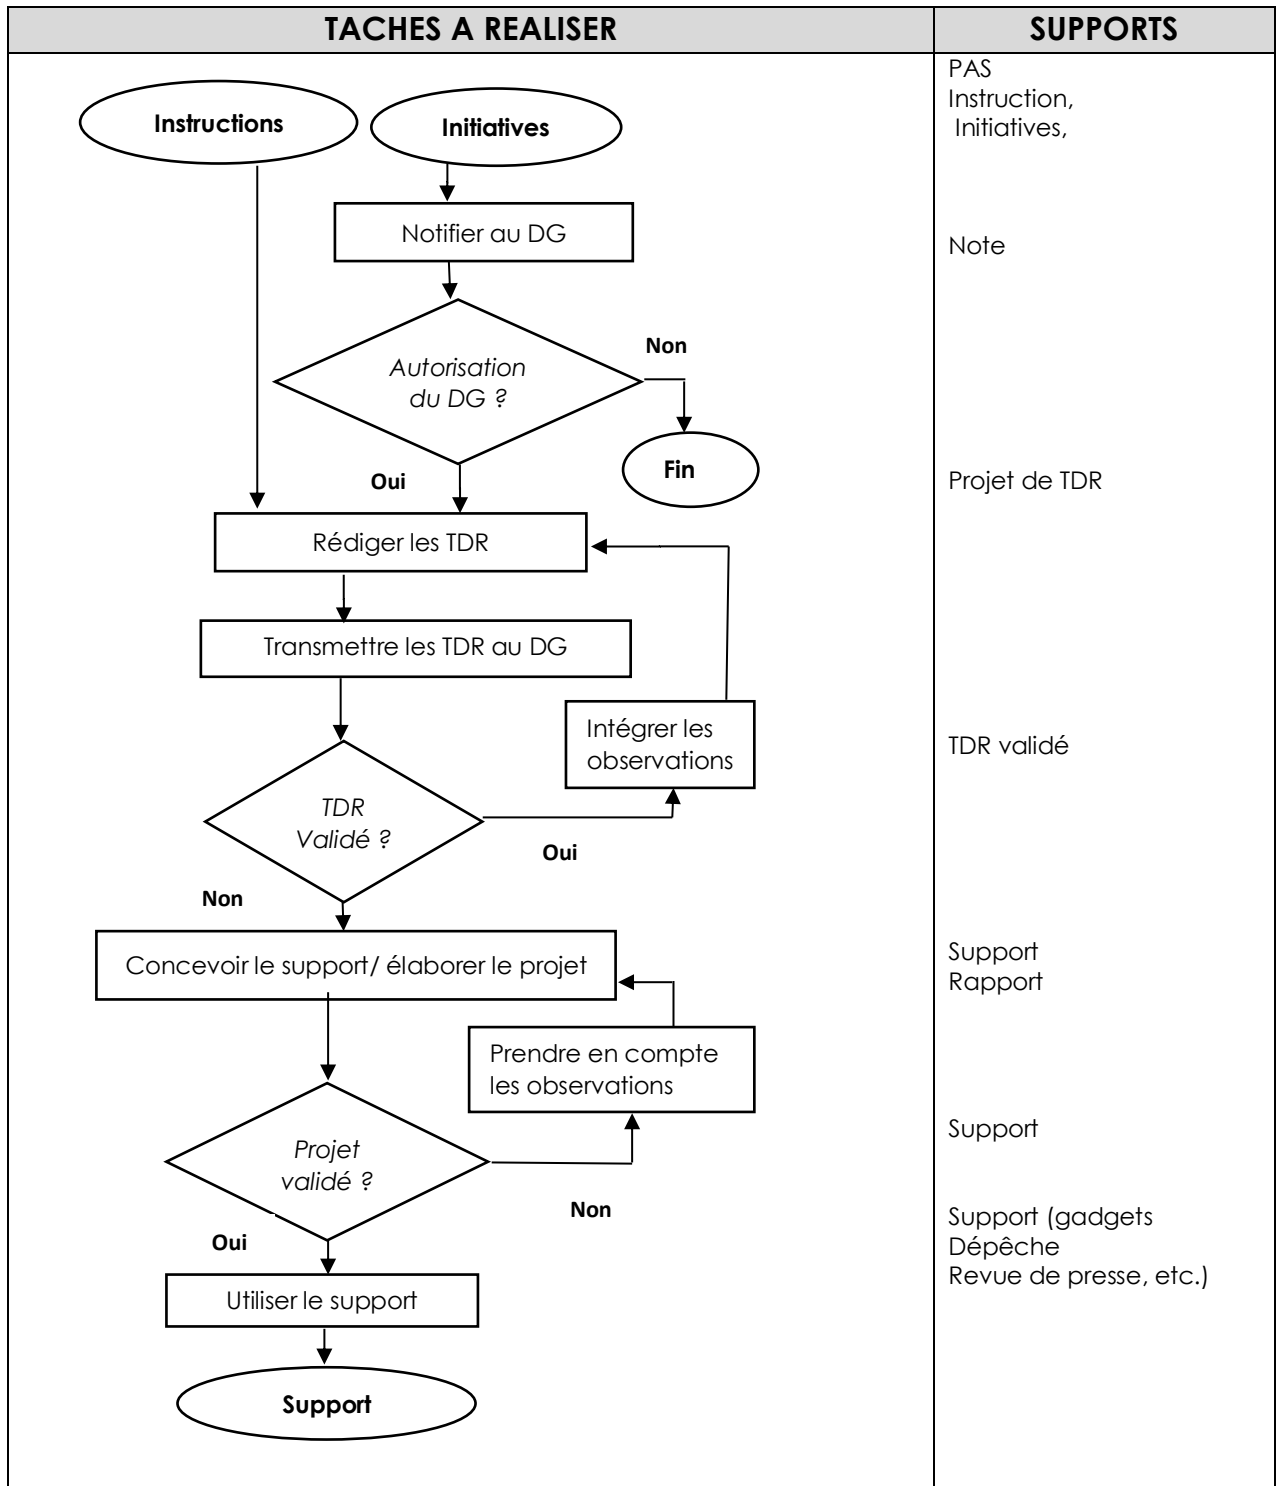 TACHES A REALISER
SUPPORTS
PAS
Instruction,
Initiatives,
Instructions
Initiatives
Notifier au DG
Note
Non
Autorisation
du DG ?
Fin
Oui
Projet de TDR
Rédiger les TDR
Transmettre les TDR au DG
Intégrer les
observations
TDR validé
TDR
Validé ?
Oui
Non
Concevoir le support/ élaborer le projet
Support
Rapport
Prendre en compte
les observations
Support
Projet
validé ?
Non
Oui
Support (gadgets
Dépêche
Revue de presse, etc.)
Utiliser le support
Support